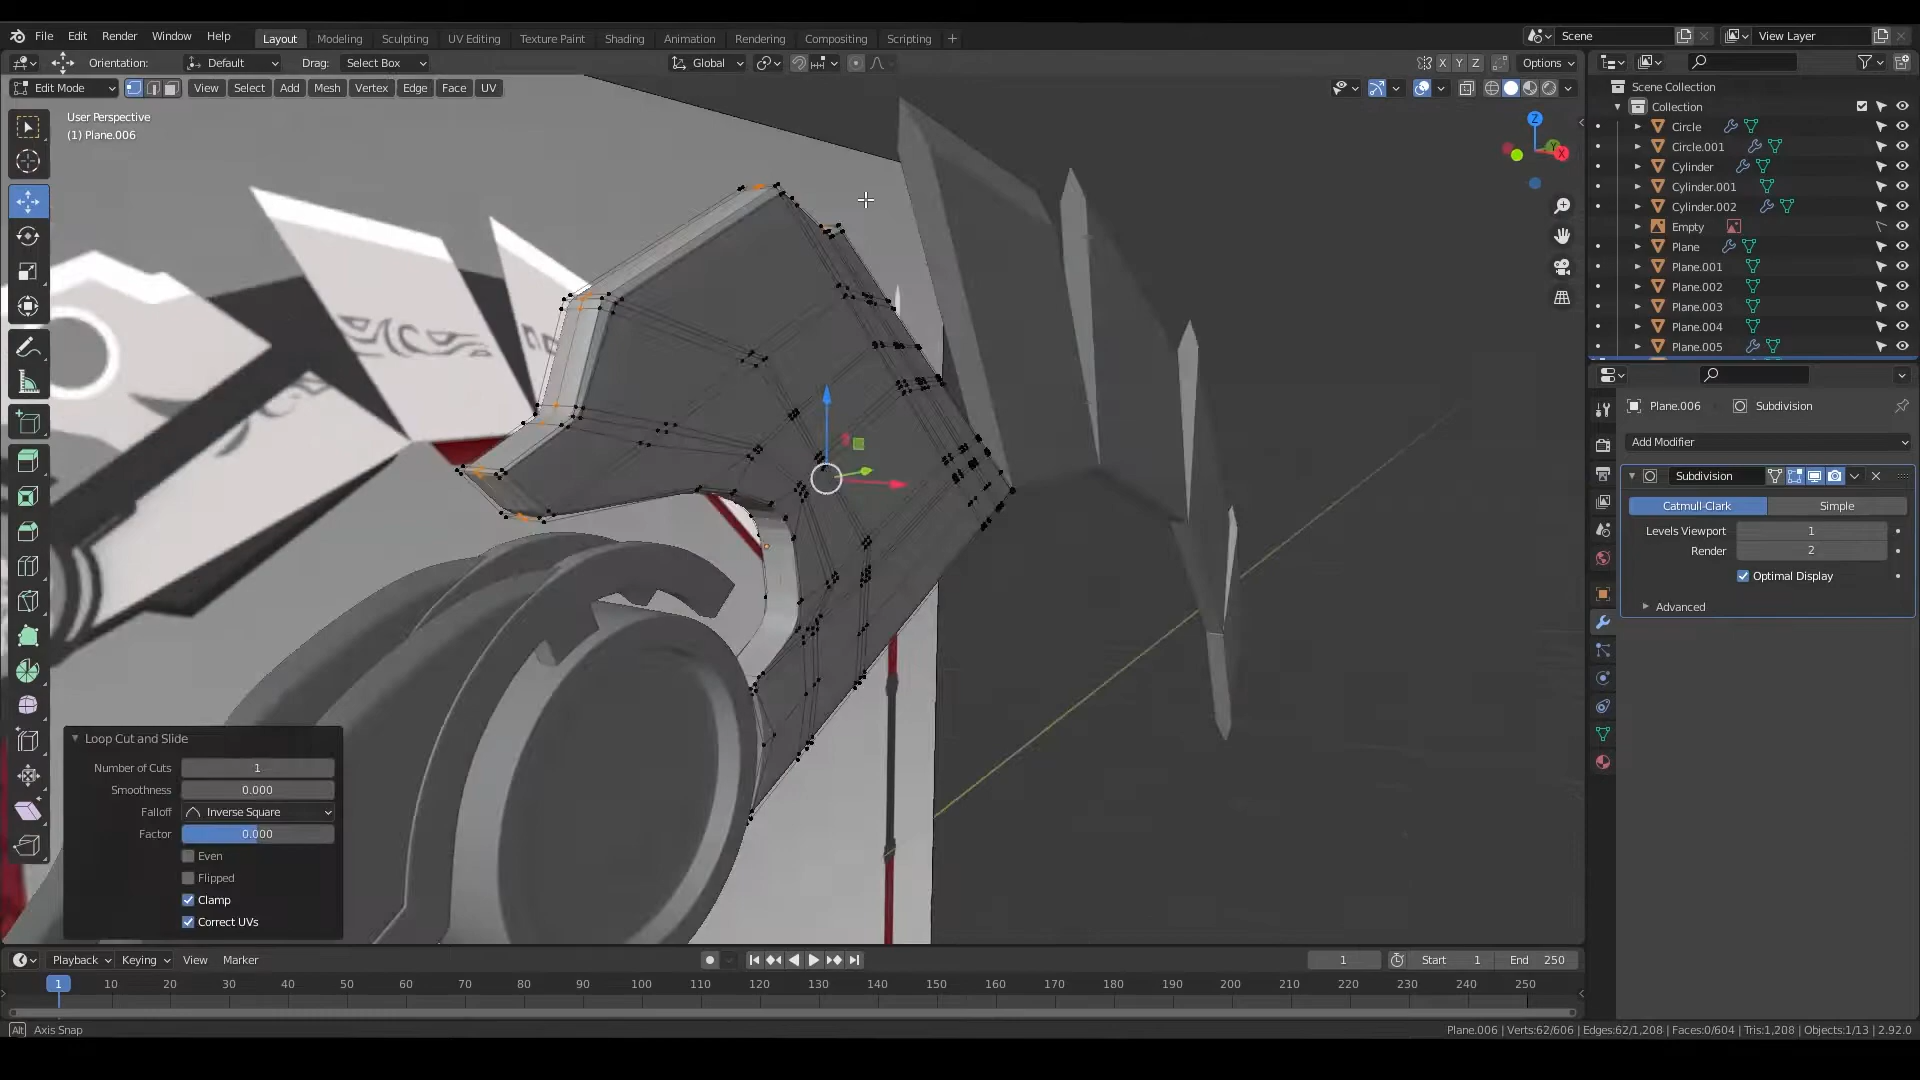 File Edit Render Window Help Layout Modeling Sculpting UV Editing Texture Paint Shading Animation Rendering Compositing Scripting + Scene View Layer
Orientation: Default Drag: Select Box Global X Y Z Options
Edit Mode View Select Add Mesh Vertex Edge Face UV
User Perspective
(1) Plane.006
Z
Y
X
Scene Collection
Collection
Circle
Circle.001
Cylinder
Cylinder.001
Cylinder.002
Empty
Plane
Plane.001
Plane.002
Plane.003
Plane.004
Plane.005
Plane.006 Subdivision
Add Modifier
Subdivision
Catmull-Clark Simple
Levels Viewport 1
Render 2
Optimal Display
Advanced
Loop Cut and Slide
Number of Cuts 1
Smoothness 0.000
Falloff Inverse Square
Factor 0.000
Even
Flipped
Clamp
Correct UVs
Playback Keying View Marker 1 Start 1 End 250
1 10 20 30 40 50 60 70 80 90 100 110 120 130 140 150 160 170 180 190 200 210 220 230 240 250
Alt Axis Snap Plane.006 | Verts:62/606 | Edges:62/1,208 | Faces:0/604 | Tris:1,208 | Objects:1/13 | 2.92.0